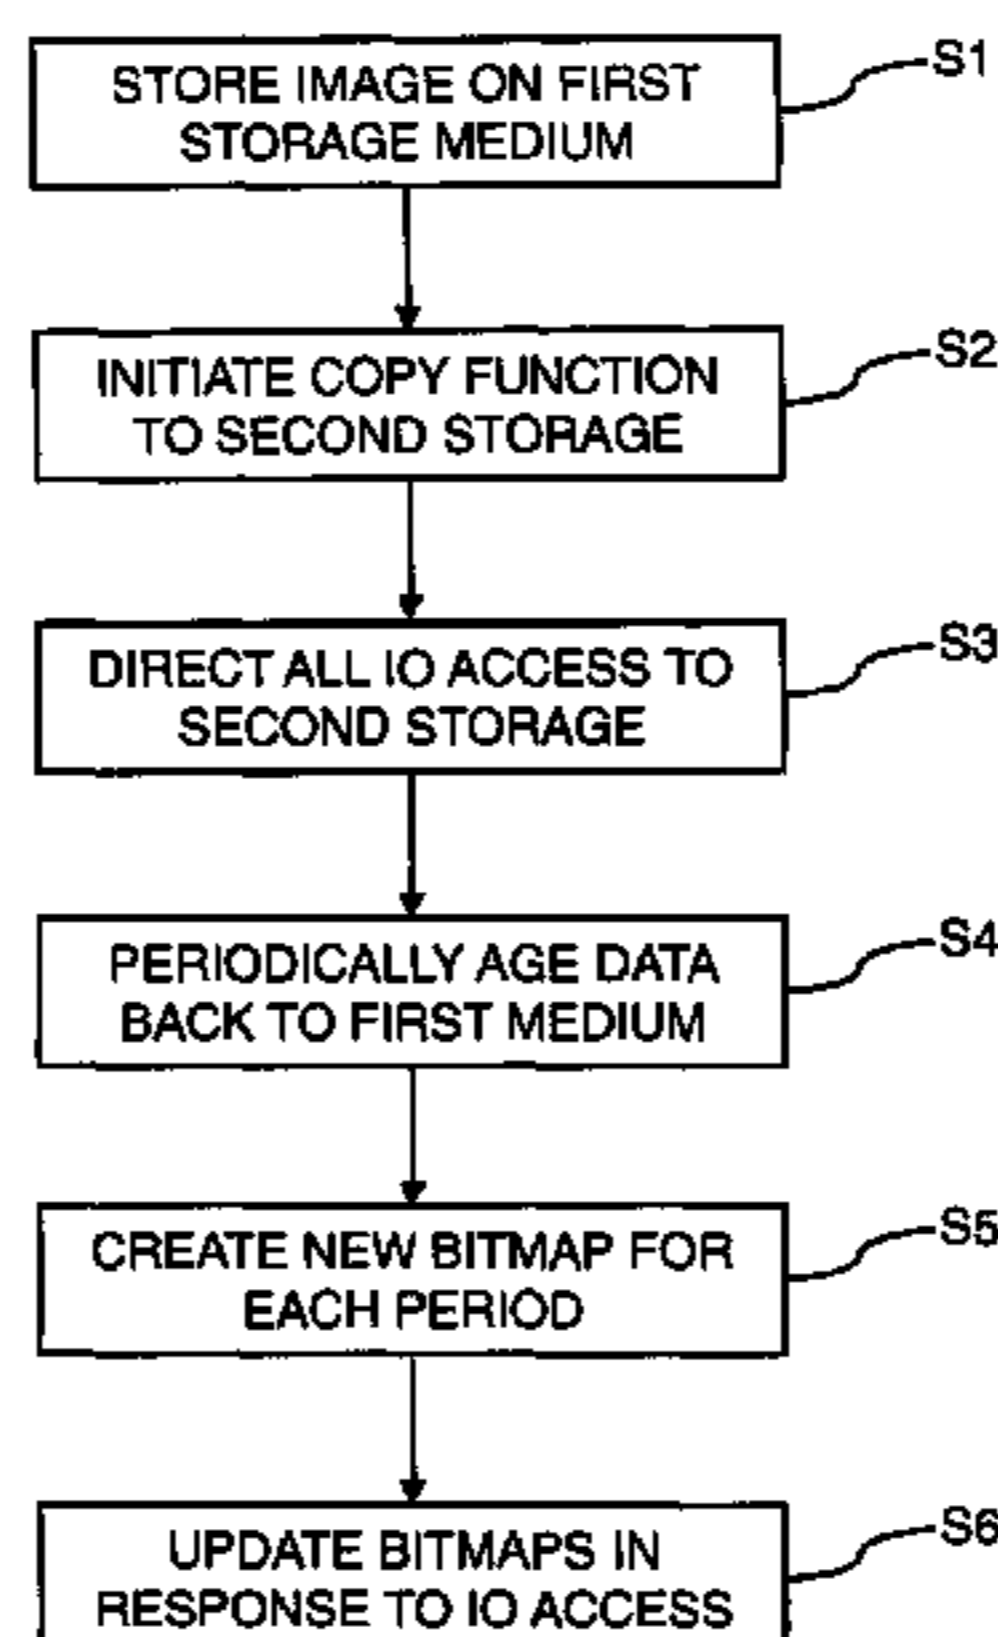 STORE IMAGE ON FIRST
STORAGE MEDIUM
S1
INITIATE COPY FUNCTION
TO SECOND STORAGE
S2
DIRECT ALL IO ACCESS TO
SECOND STORAGE
S3
PERIODICALLY AGE DATA
BACK TO FIRST MEDIUM
S4
CREATE NEW BITMAP FOR
EACH PERIOD
S5
UPDATE BITMAPS IN
RESPONSE TO IO ACCESS
S6